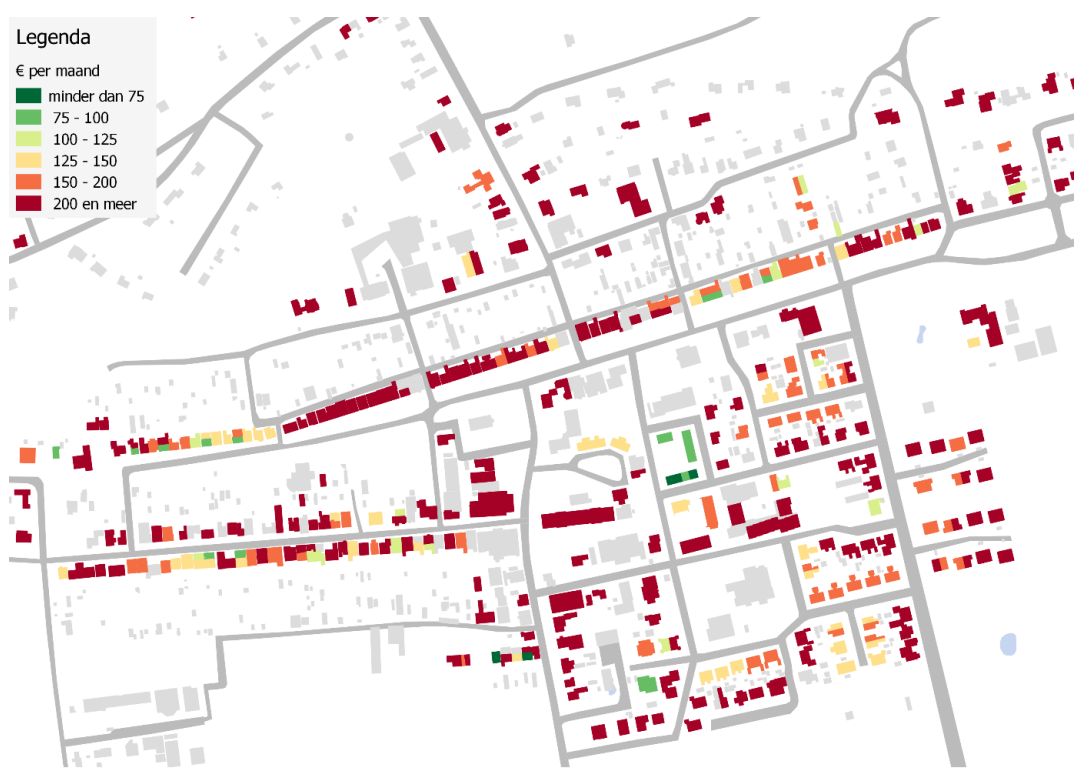 Legenda
€ per maand
minder dan 75
75 - 100
100 - 125
125 - 150
150 - 200
200 en meer